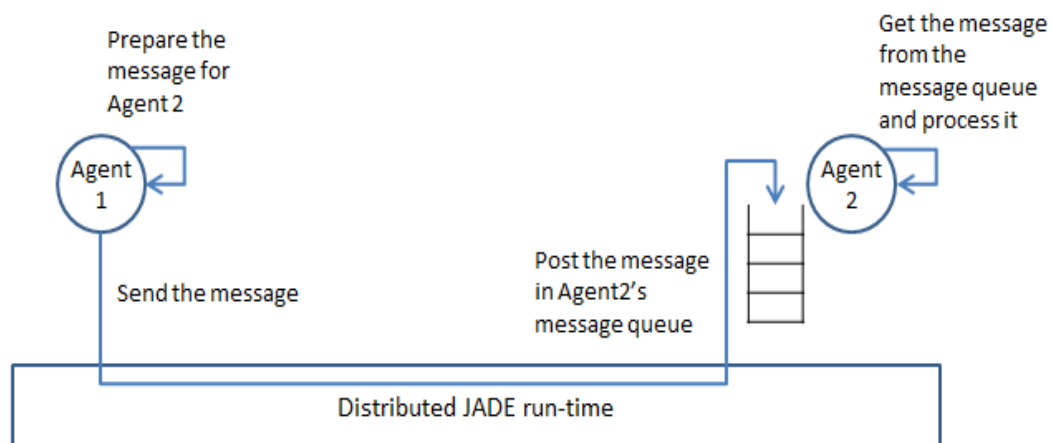 Prepare the
message for
Agent 2
Get the message
from the
message queue
and process it
Agent
1
Agent
2
Send the message
Post the message
in Agent2's
message queue
Distributed JADE run-time